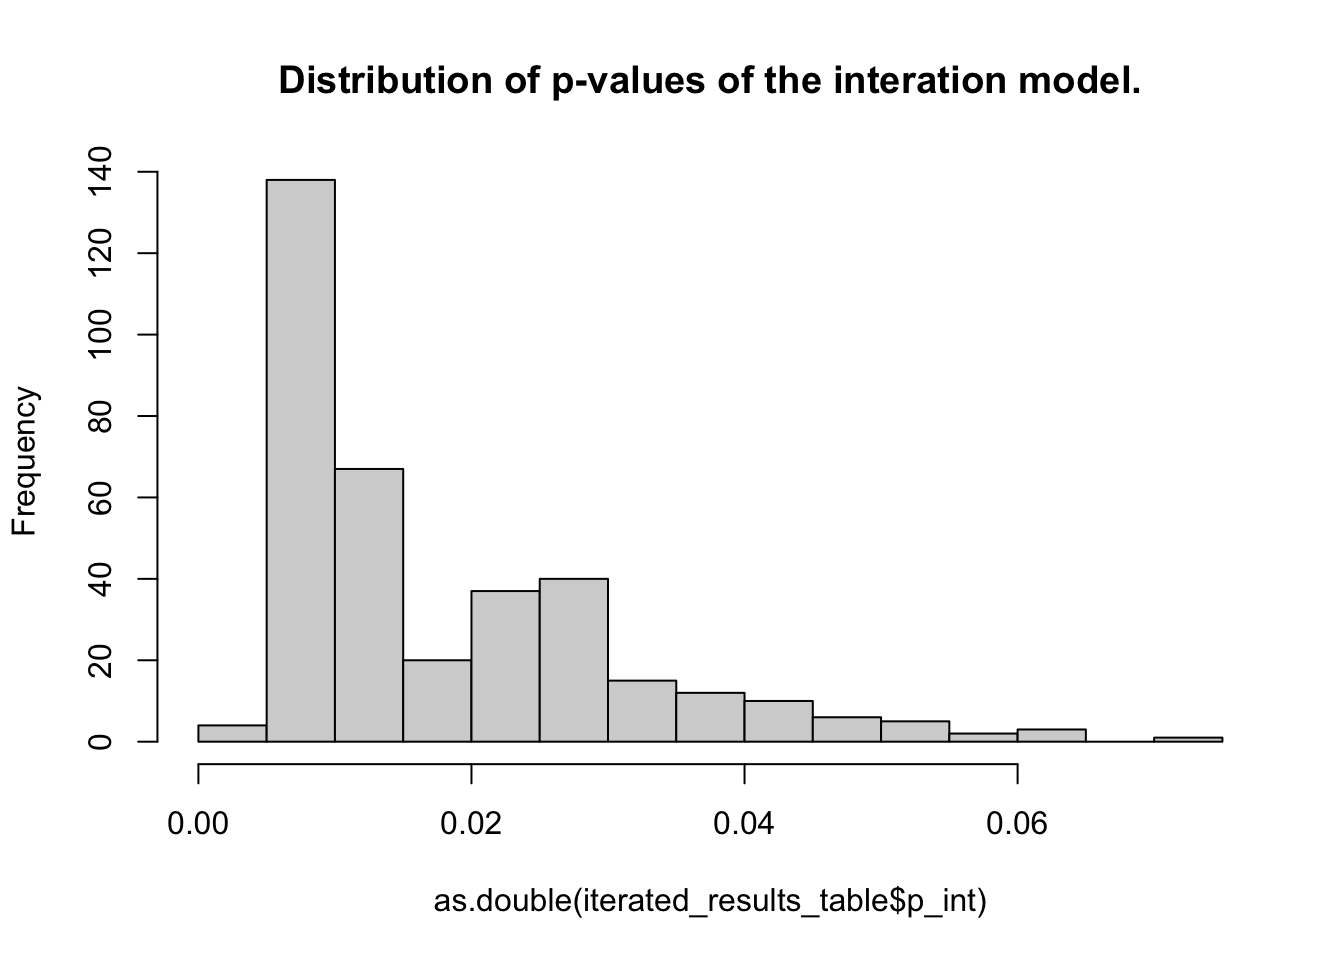 Distribution of p-values of the interation model.
Frequency
140
120
100
80
60
40
20
0
0.00 0.02 0.04 0.06
as.double(iterated_results_table$p_int)